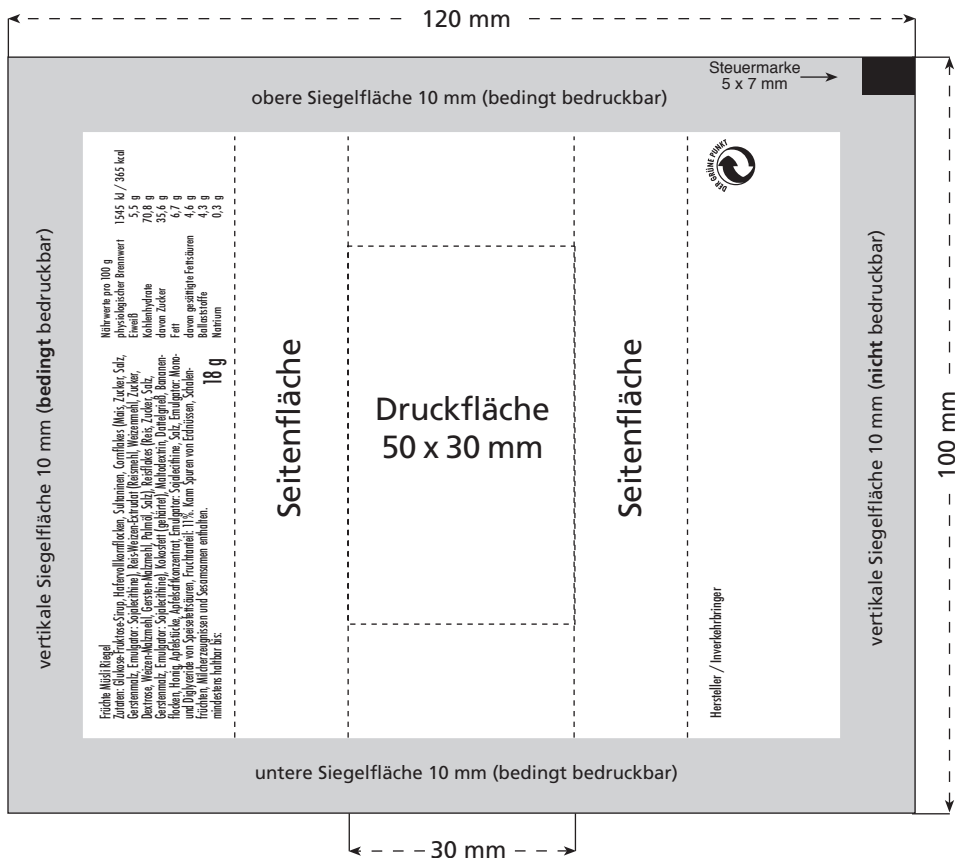 120 mm
Steuermarke
5 x 7 mm
obere Siegelfläche 10 mm (bedingt bedruckbar)
vertikale Siegelfläche 10 mm (bedingt bedruckbar)
Früchte Müsli Riegel
Zutaten: Glukose-Fruktose-Sirup, Hafervollkornflocken, Sultaninen, Cornflakes (Mais, Zucker, Salz,
Gerstenmalz, Emulgator: Sojalecithine), Reis-Weizen-Extrudat (Reismehl, Weizenmehl, Zucker,
Dextrose, Weizen-Malzmehl, Gersten-Malzmehl, Palmöl, Salz), Reisflakes (Reis, Zucker, Salz,
Gerstenmalz, Emulgator: Sojalecithine), Kokosfett (gehärtet), Maltodextrin, Dattelgrieß, Bananen-
flocken, Honig, Apfelstücke, Apfelsaftkonzentrat, Emulgator: Sojalecithine, Salz, Emulgator: Mono-
und Diglyceride von Speisefettsäuren, Fruchtanteil: 11%. Kann Spuren von Erdnüssen, Schalen-
früchten, Milcherzeugnissen und Sesamsamen enthalten.
mindestens haltbar bis:
18 g
Nährwerte pro 100 g
physiologischer Brennwert 1545 kJ / 365 kcal
Eiweiß 5,5 g
Kohlenhydrate 70,8 g
davon Zucker 35,6 g
Fett 6,7 g
davon gesättigte Fettsäuren 4,6 g
Ballaststoffe 4,3 g
Natrium 0,3 g
Seitenfläche
Druckfläche
50 x 30 mm
Seitenfläche
DER GRÜNE PUNKT
Hersteller / Inverkehrbringer
vertikale Siegelfläche 10 mm (nicht bedruckbar)
100 mm
untere Siegelfläche 10 mm (bedingt bedruckbar)
30 mm